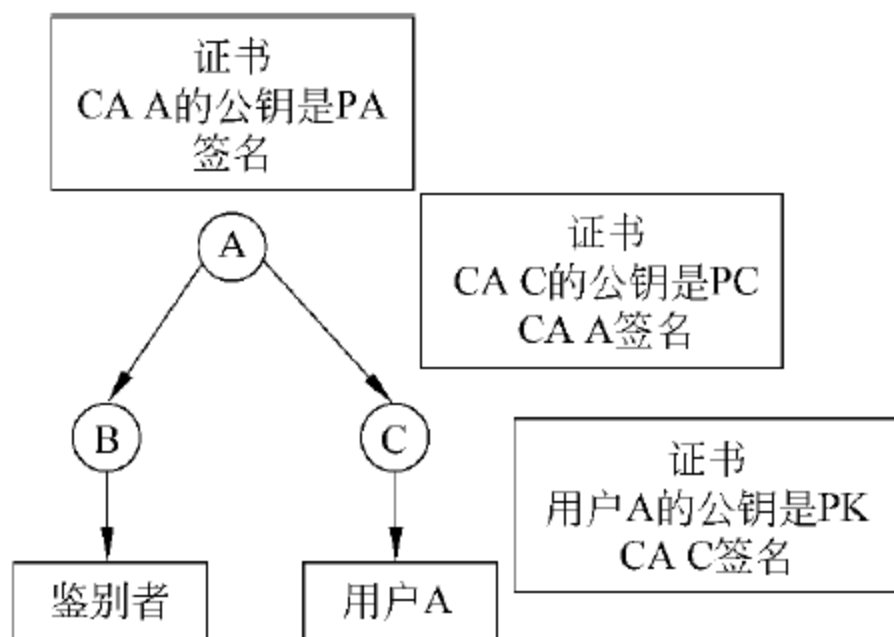 证书
CA A的公钥是PA
签名
A
证书
CA C的公钥是PC
CA A签名
B
C
证书
用户A的公钥是PK
CA C签名
鉴别者
用户A